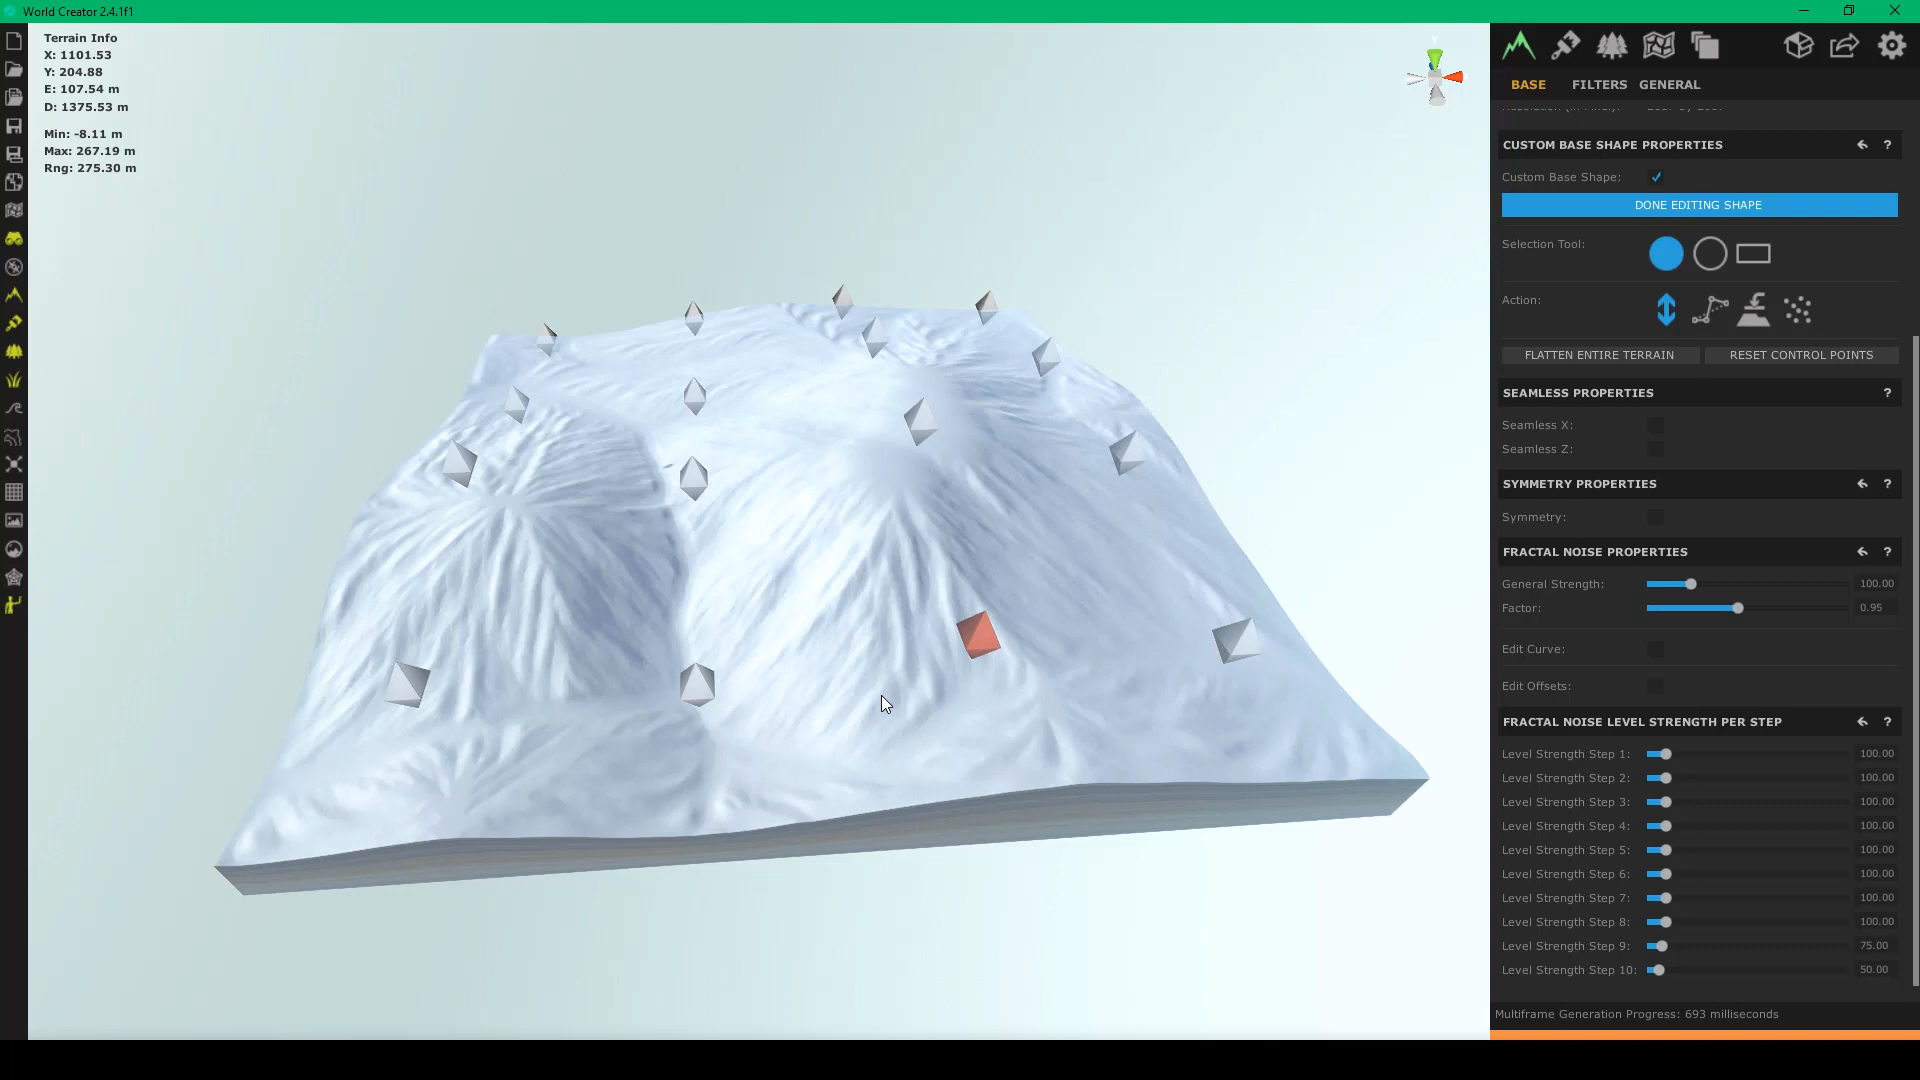 World Creator 2.4.1f1
Terrain Info
X: 1101.53
Y: 204.88
E: 107.54 m
D: 1375.53 m
Min: -8.11 m
Max: 267.19 m
Rng: 275.30 m
Y
BASE FILTERS GENERAL
CUSTOM BASE SHAPE PROPERTIES ?
Custom Base Shape:
DONE EDITING SHAPE
Selection Tool:
Action:
FLATTEN ENTIRE TERRAIN RESET CONTROL POINTS
SEAMLESS PROPERTIES ?
Seamless X:
Seamless Z:
SYMMETRY PROPERTIES ?
Symmetry:
FRACTAL NOISE PROPERTIES ?
General Strength: 100.00
Factor: 0.95
Edit Curve:
Edit Offsets:
FRACTAL NOISE LEVEL STRENGTH PER STEP ?
Level Strength Step 1: 100.00
Level Strength Step 2: 100.00
Level Strength Step 3: 100.00
Level Strength Step 4: 100.00
Level Strength Step 5: 100.00
Level Strength Step 6: 100.00
Level Strength Step 7: 100.00
Level Strength Step 8: 100.00
Level Strength Step 9: 75.00
Level Strength Step 10: 50.00
Multiframe Generation Progress: 693 milliseconds